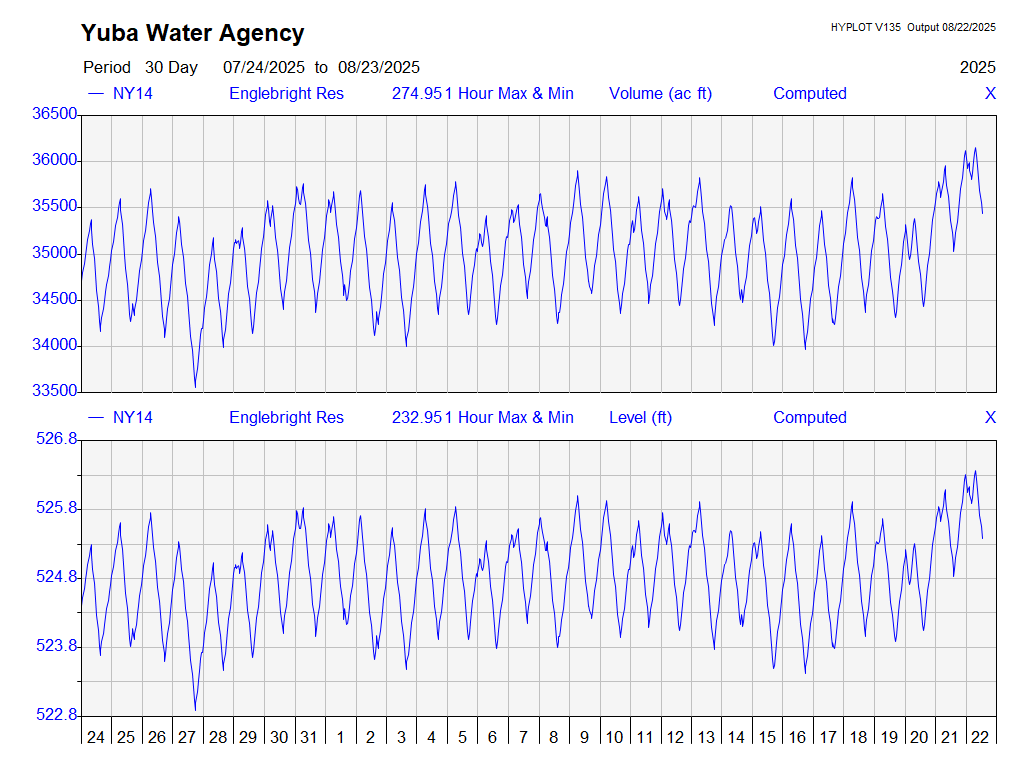 Yuba Water Agency
HYPLOT V135 Output 08/22/2025
Period 30 Day 07/24/2025 to 08/23/2025
2025
— NY14 Englebright Res 274.951 Hour Max & Min Volume (ac ft) Computed X
36500
36000
35500
35000
34500
34000
33500
— NY14 Englebright Res 232.951 Hour Max & Min Level (ft) Computed X
526.8
525.8
524.8
523.8
522.8
24 25 26 27 28 29 30 31 1 2 3 4 5 6 7 8 9 10 11 12 13 14 15 16 17 18 19 20 21 22